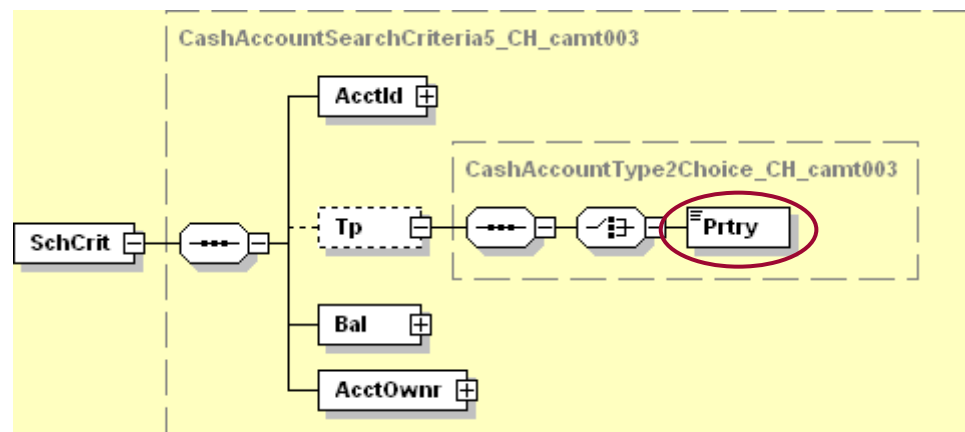 CashAccountSearchCriteria5_CH_camt003
AcctId
CashAccountType2Choice_CH_camt003
SchCrit
Tp
Prtry
Bal
AcctOwnr